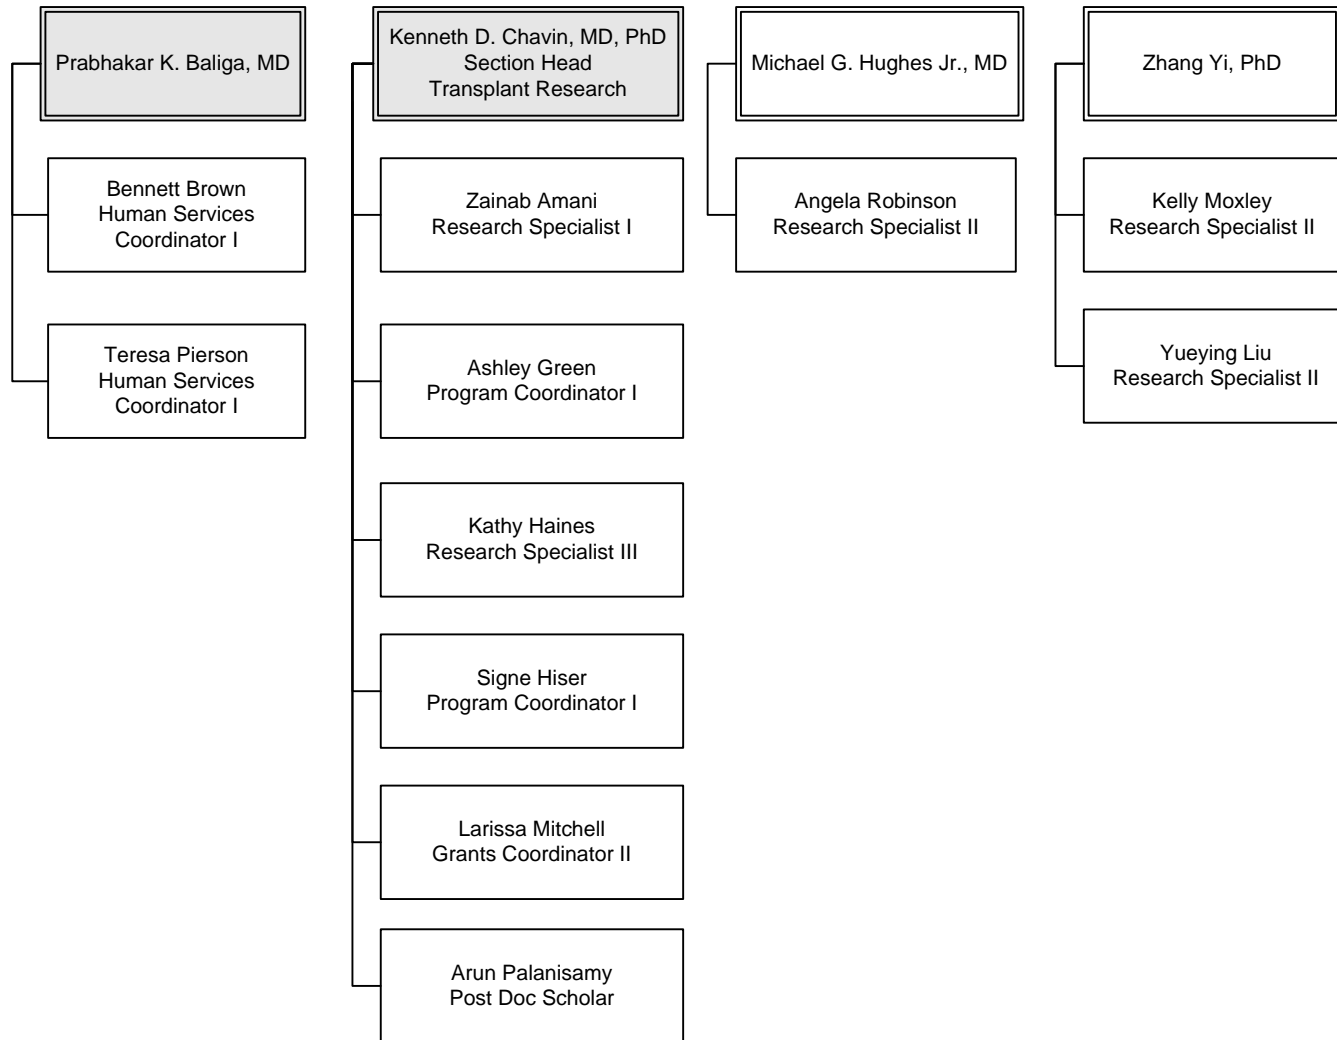 Prabhakar K. Baliga, MD
Bennett Brown
Human Services
Coordinator I
Teresa Pierson
Human Services
Coordinator I
Kenneth D. Chavin, MD, PhD
Section Head
Transplant Research
Zainab Amani
Research Specialist I
Ashley Green
Program Coordinator I
Kathy Haines
Research Specialist III
Signe Hiser
Program Coordinator I
Larissa Mitchell
Grants Coordinator II
Arun Palanisamy
Post Doc Scholar
Michael G. Hughes Jr., MD
Angela Robinson
Research Specialist II
Zhang Yi, PhD
Kelly Moxley
Research Specialist II
Yueying Liu
Research Specialist II